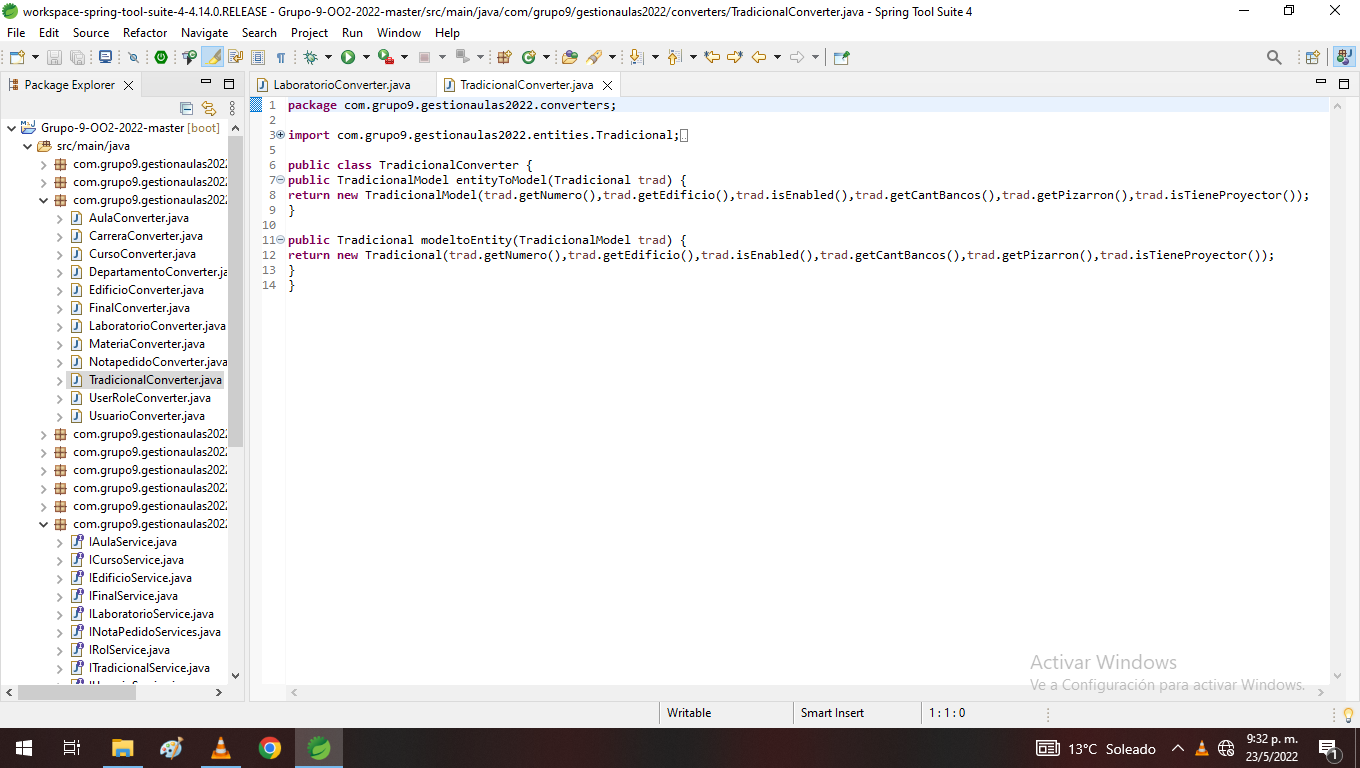 workspace-spring-tool-suite-4-4.14.0.RELEASE - Grupo-9-OO2-2022-master/src/main/java/com/grupo9/gestionaulas2022/converters/TradicionalConverter.java - Spring Tool Suite 4
File Edit Source Refactor Navigate Search Project Run Window Help
Package Explorer
LaboratorioConverter.java
TradicionalConverter.java
Grupo-9-OO2-2022-master [boot]
src/main/java
com.grupo9.gestionaulas202
com.grupo9.gestionaulas202
com.grupo9.gestionaulas202
AulaConverter.java
CarreraConverter.java
CursoConverter.java
DepartamentoConverter.ja
EdificioConverter.java
FinalConverter.java
LaboratorioConverter.java
MateriaConverter.java
NotapedidoConverter.java
TradicionalConverter.java
UserRoleConverter.java
UsuarioConverter.java
com.grupo9.gestionaulas202
com.grupo9.gestionaulas202
com.grupo9.gestionaulas202
com.grupo9.gestionaulas202
com.grupo9.gestionaulas202
com.grupo9.gestionaulas202
IAulaService.java
ICursoService.java
IEdificioService.java
IFinalService.java
ILaboratorioService.java
INotaPedidoServices.java
IRolService.java
ITradicionalService.java
1 package com.grupo9.gestionaulas2022.converters;
2
3 import com.grupo9.gestionaulas2022.entities.Tradicional;
5
6 public class TradicionalConverter {
7 public TradicionalModel entityToModel(Tradicional trad) {
8 return new TradicionalModel(trad.getNumero(),trad.getEdificio(),trad.isEnabled(),trad.getCantBancos(),trad.getPizarron(),trad.isTieneProyector());
9 }
10
11 public Tradicional modeltoEntity(TradicionalModel trad) {
12 return new Tradicional(trad.getNumero(),trad.getEdificio(),trad.isEnabled(),trad.getCantBancos(),trad.getPizarron(),trad.isTieneProyector());
13 }
14 }
Activar Windows
Ve a Configuración para activar Windows.
Writable
Smart Insert
1 : 1 : 0
13°C Soleado
9:32 p. m.
23/5/2022
1